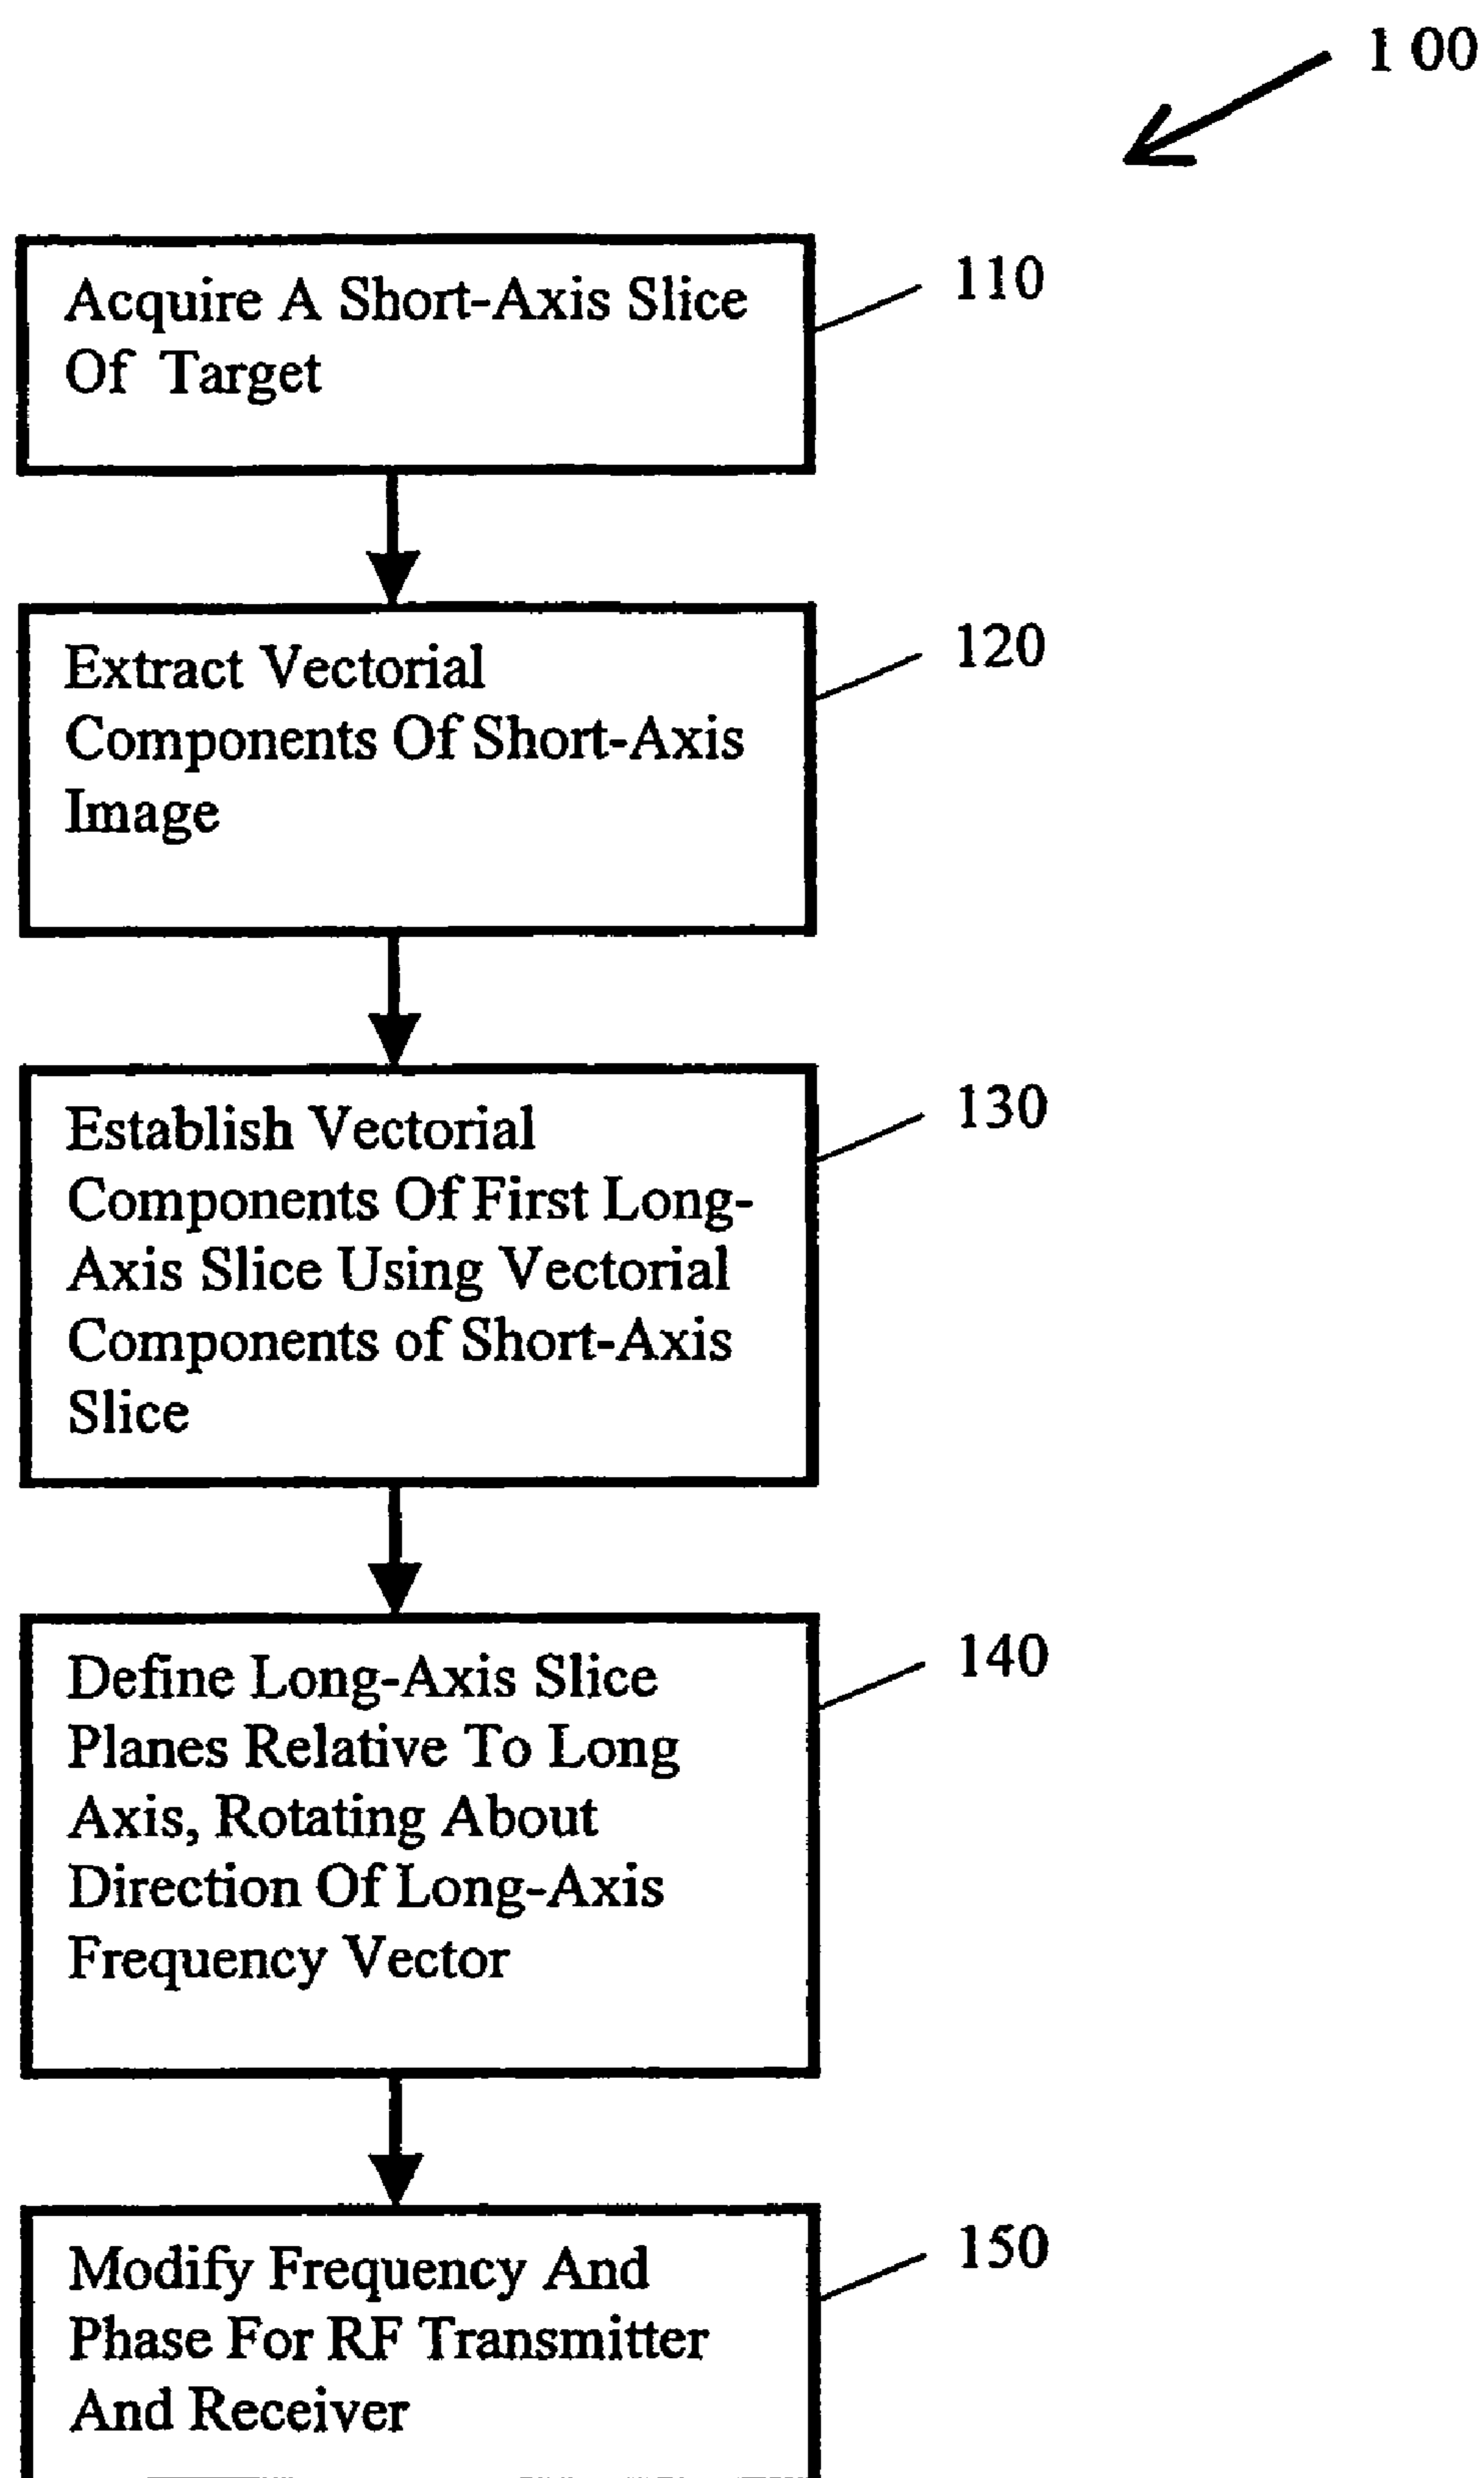 1 00
Acquire A Short-Axis Slice
Of Target
110
Extract Vectorial
Components Of Short-Axis
Image
120
Establish Vectorial
Components Of First Long-
Axis Slice Using Vectorial
Components of Short-Axis
Slice
130
Define Long-Axis Slice
Planes Relative To Long
Axis, Rotating About
Direction Of Long-Axis
Frequency Vector
140
Modify Frequency And
Phase For RF Transmitter
And Receiver
150